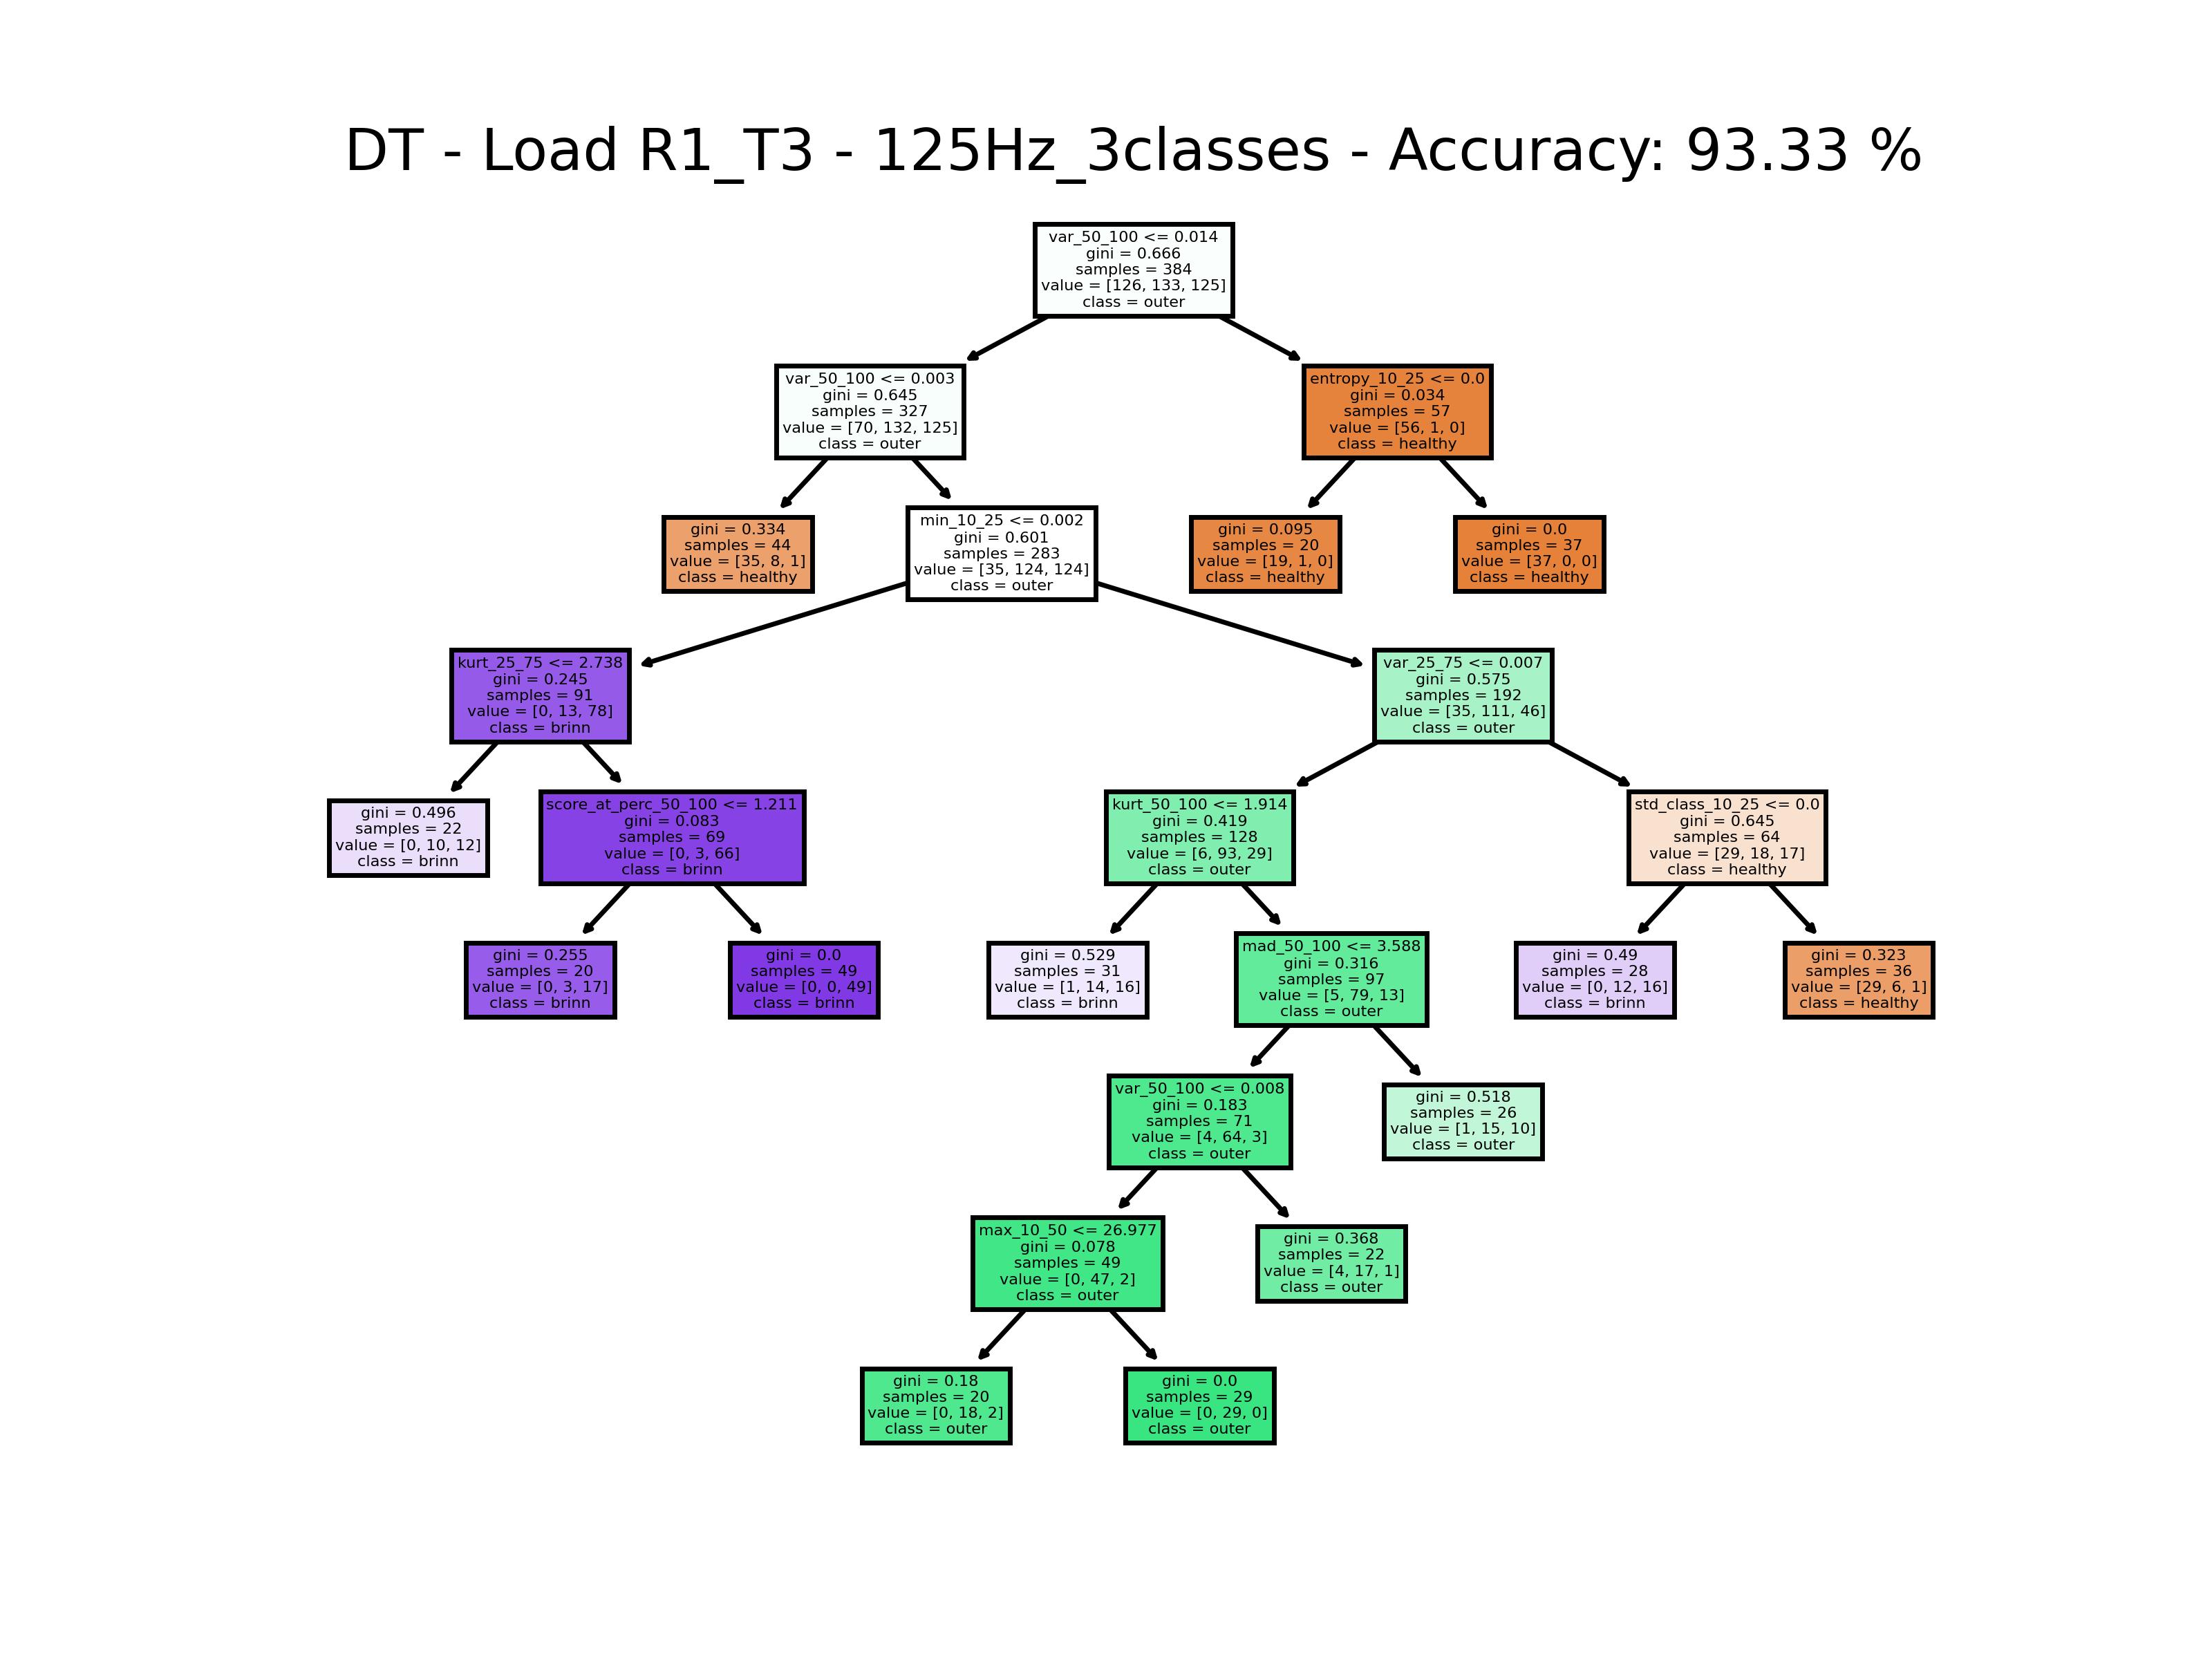 DT - Load R1_T3 - 125Hz_3classes - Accuracy: 93.33 %
var_50_100 <= 0.014
gini = 0.666
samples = 384
value = [126, 133, 125]
class = outer
var_50_100 <= 0.003
gini = 0.645
samples = 327
value = [70, 132, 125]
class = outer
entropy_10_25 <= 0.0
gini = 0.034
samples = 57
value = [56, 1, 0]
class = healthy
gini = 0.334
samples = 44
value = [35, 8, 1]
class = healthy
min_10_25 <= 0.002
gini = 0.601
samples = 283
value = [35, 124, 124]
class = outer
gini = 0.095
samples = 20
value = [19, 1, 0]
class = healthy
gini = 0.0
samples = 37
value = [37, 0, 0]
class = healthy
kurt_25_75 <= 2.738
gini = 0.245
samples = 91
value = [0, 13, 78]
class = brinn
var_25_75 <= 0.007
gini = 0.575
samples = 192
value = [35, 111, 46]
class = outer
gini = 0.496
samples = 22
value = [0, 10, 12]
class = brinn
score_at_perc_50_100 <= 1.211
gini = 0.083
samples = 69
value = [0, 3, 66]
class = brinn
kurt_50_100 <= 1.914
gini = 0.419
samples = 128
value = [6, 93, 29]
class = outer
std_class_10_25 <= 0.0
gini = 0.645
samples = 64
value = [29, 18, 17]
class = healthy
gini = 0.255
samples = 20
value = [0, 3, 17]
class = brinn
gini = 0.0
samples = 49
value = [0, 0, 49]
class = brinn
gini = 0.529
samples = 31
value = [1, 14, 16]
class = brinn
mad_50_100 <= 3.588
gini = 0.316
samples = 97
value = [5, 79, 13]
class = outer
gini = 0.49
samples = 28
value = [0, 12, 16]
class = brinn
gini = 0.323
samples = 36
value = [29, 6, 1]
class = healthy
var_50_100 <= 0.008
gini = 0.183
samples = 71
value = [4, 64, 3]
class = outer
gini = 0.518
samples = 26
value = [1, 15, 10]
class = outer
max_10_50 <= 26.977
gini = 0.078
samples = 49
value = [0, 47, 2]
class = outer
gini = 0.368
samples = 22
value = [4, 17, 1]
class = outer
gini = 0.18
samples = 20
value = [0, 18, 2]
class = outer
gini = 0.0
samples = 29
value = [0, 29, 0]
class = outer